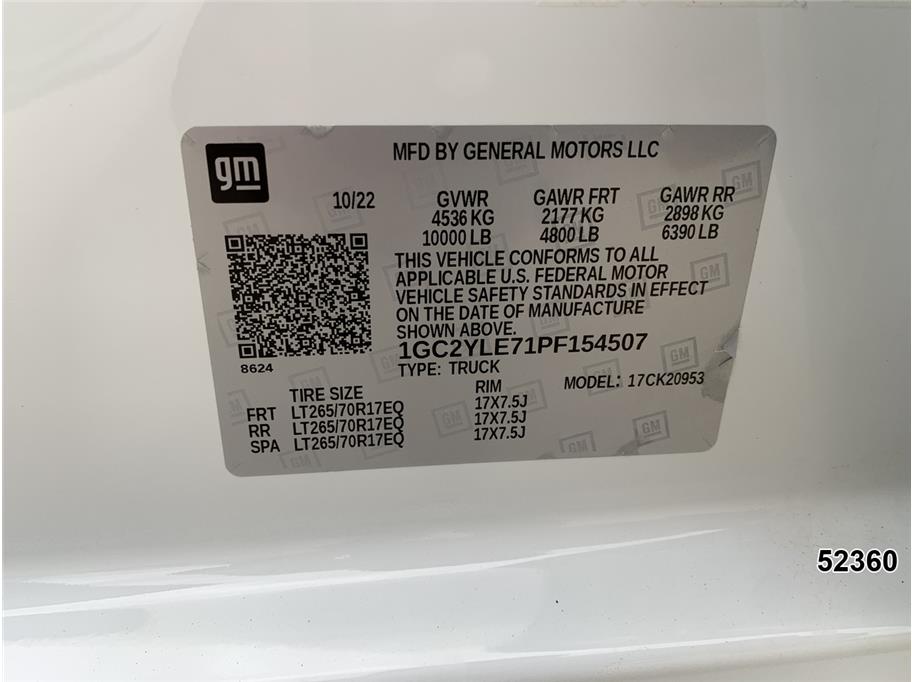 gm
MFD BY GENERAL MOTORS LLC
10/22 GVWR GAWR FRT GAWR RR
4536 KG 2177 KG 2898 KG
10000 LB 4800 LB 6390 LB
THIS VEHICLE CONFORMS TO ALL
APPLICABLE U.S. FEDERAL MOTOR
VEHICLE SAFETY STANDARDS IN EFFECT
ON THE DATE OF MANUFACTURE
SHOWN ABOVE.
1GC2YLE71PF154507
8624
TYPE: TRUCK MODEL: 17CK20953
TIRE SIZE RIM
FRT LT265/70R17EQ 17X7.5J
RR LT265/70R17EQ 17X7.5J
SPA LT265/70R17EQ 17X7.5J
52360